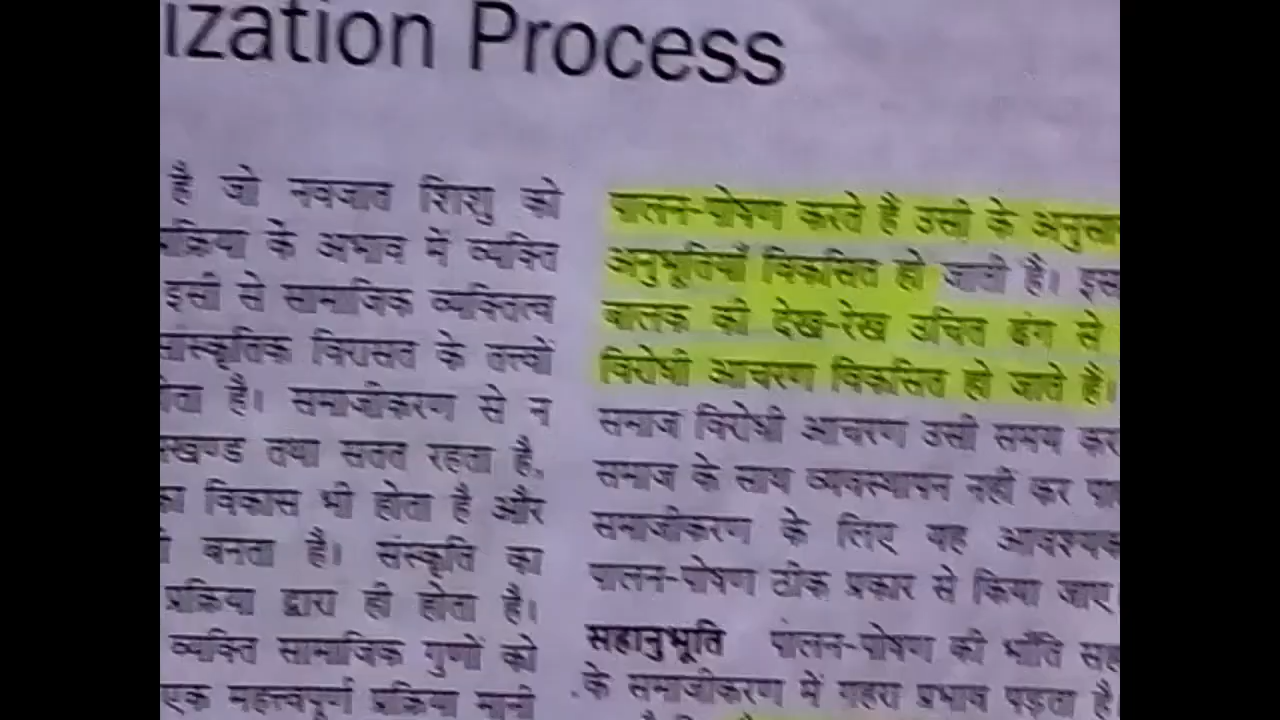 ization Process
है जो नवजात शिशु को
क्रिया के अभाव में व्यक्ति
इसी से सामाजिक व्यक्तित्व
सांस्कृतिक विरासत के तत्त्वों
होता है। समाजीकरण से न
तथा सतत रहता है,
का विकास भी होता है और
बनता है। संस्कृति का
प्रक्रिया द्वारा ही होता है।
व्यक्ति सामाजिक गुणों को
एक महत्त्वपूर्ण प्रक्रिया मानी
पालन-पोषण करते हैं उसी के अनुसार
अनुभूतियाँ विकसित हो जाती हैं। इस
बालक की देख-रेख उचित ढंग से
विरोधी आचरण विकसित हो जाते हैं।
समाज विरोधी आचरण उसी समय कर
समाज के साथ व्यवस्थापन नहीं कर पा
समाजीकरण के लिए यह आवश्यक
पालन-पोषण ठीक प्रकार से किया जाए
सहानुभूति पालन-पोषण की भाँति सह
के समाजीकरण में गहरा प्रभाव पड़ता है